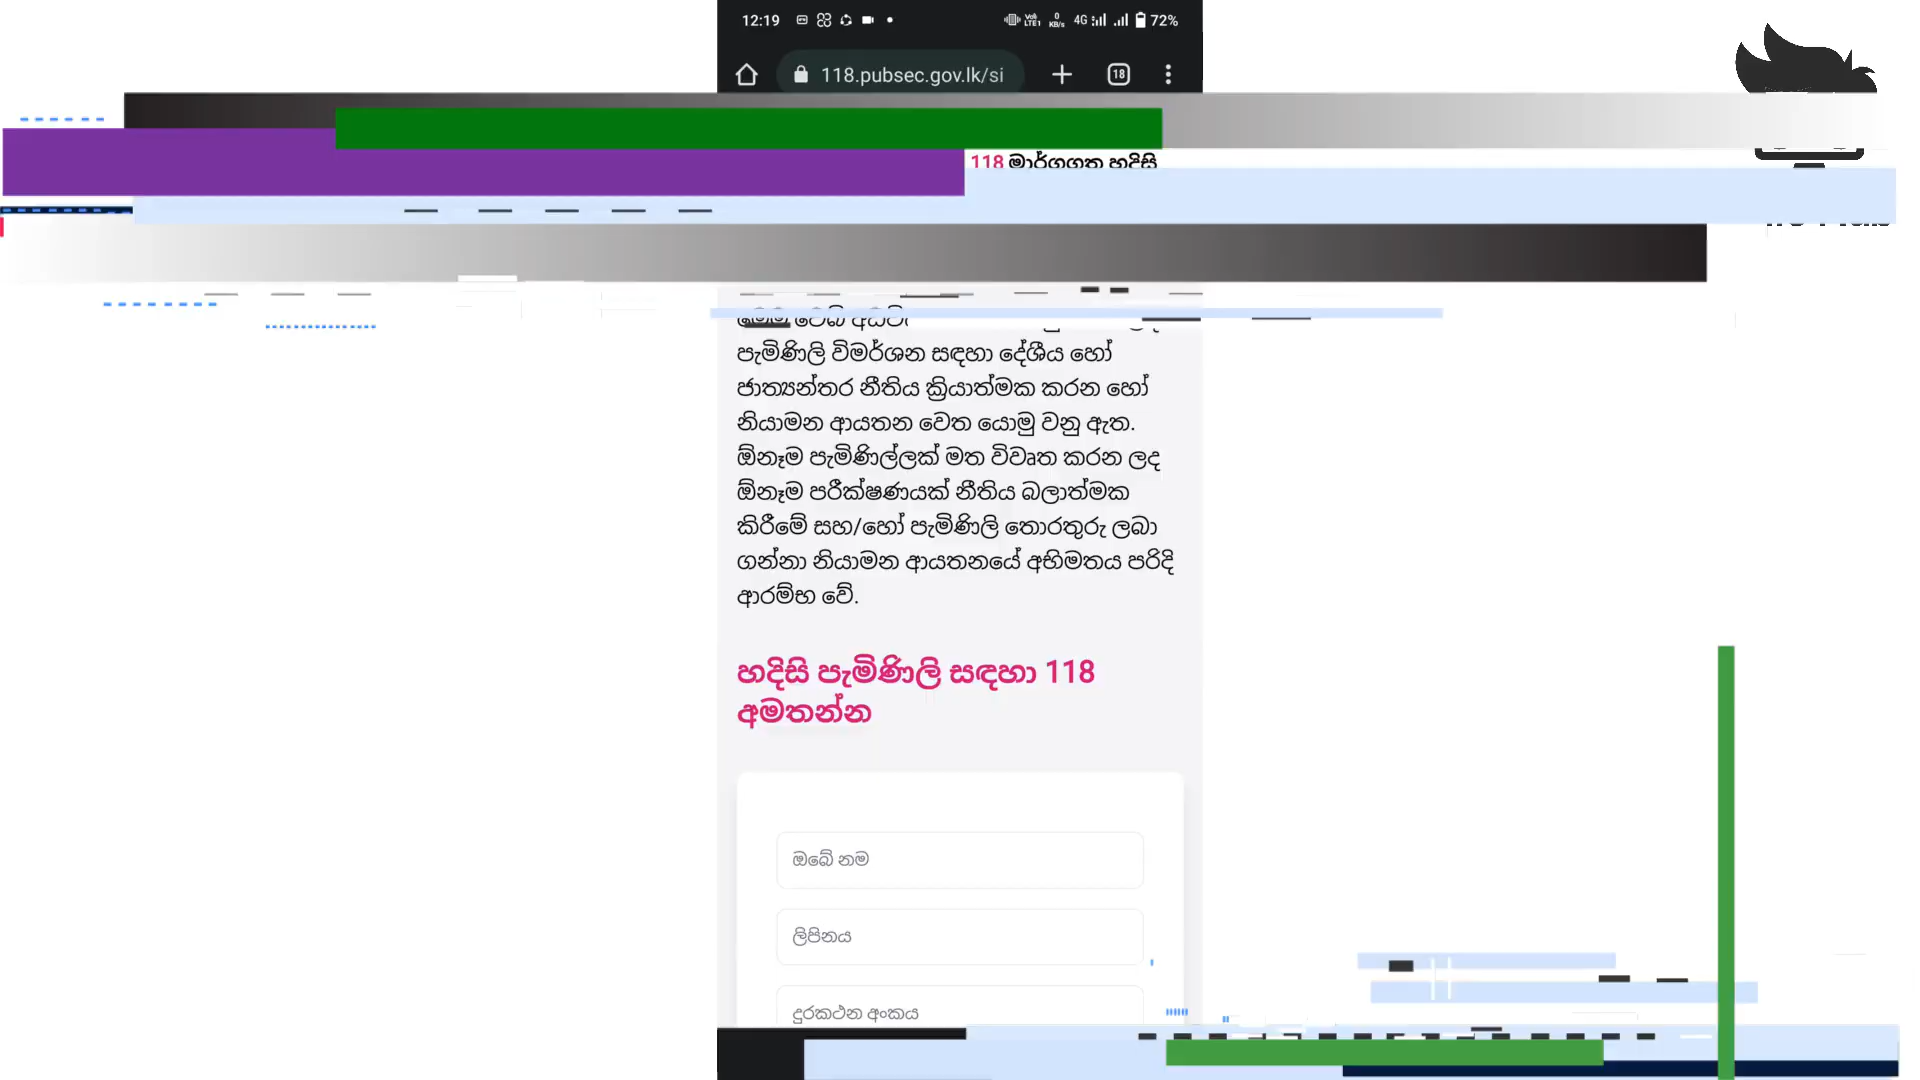 12:19
4G
72%
118.pubsec.gov.lk/si
18
118 මාර්ගගත හදිසි
පැමිණිලි විමර්ශන සඳහා දේශීය හෝ
ජාත්‍යන්තර නීතිය ක්‍රියාත්මක කරන හෝ
නියාමන ආයතන වෙත යොමු වනු ඇත.
ඕනෑම පැමිණිල්ලක් මත විවෘත කරන ලද
ඕනෑම පරීක්ෂණයක් නීතිය බලාත්මක
කිරීමේ සහ/හෝ පැමිණිලි තොරතුරු ලබා
ගන්නා නියාමන ආයතනයේ අභිමතය පරිදි
ආරම්භ වේ.
හදිසි පැමිණිලි සඳහා 118
අමතන්න
ඔබේ නම
ලිපිනය
දුරකථන අංකය